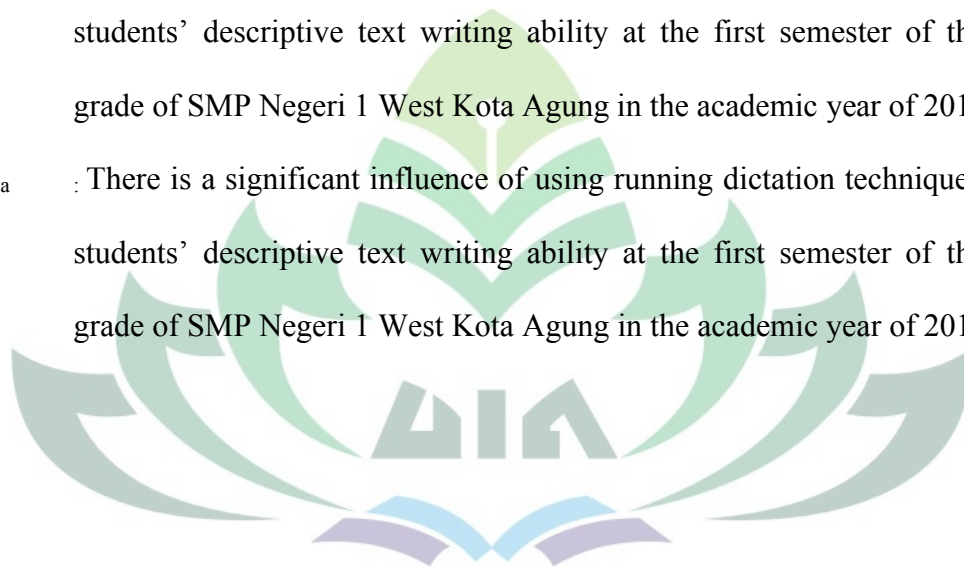 students’ descriptive text writing ability at the first semester of th
grade of SMP Negeri 1 West Kota Agung in the academic year of 201
a : There is a significant influence of using running dictation technique
students’ descriptive text writing ability at the first semester of th
grade of SMP Negeri 1 West Kota Agung in the academic year of 201
UIN